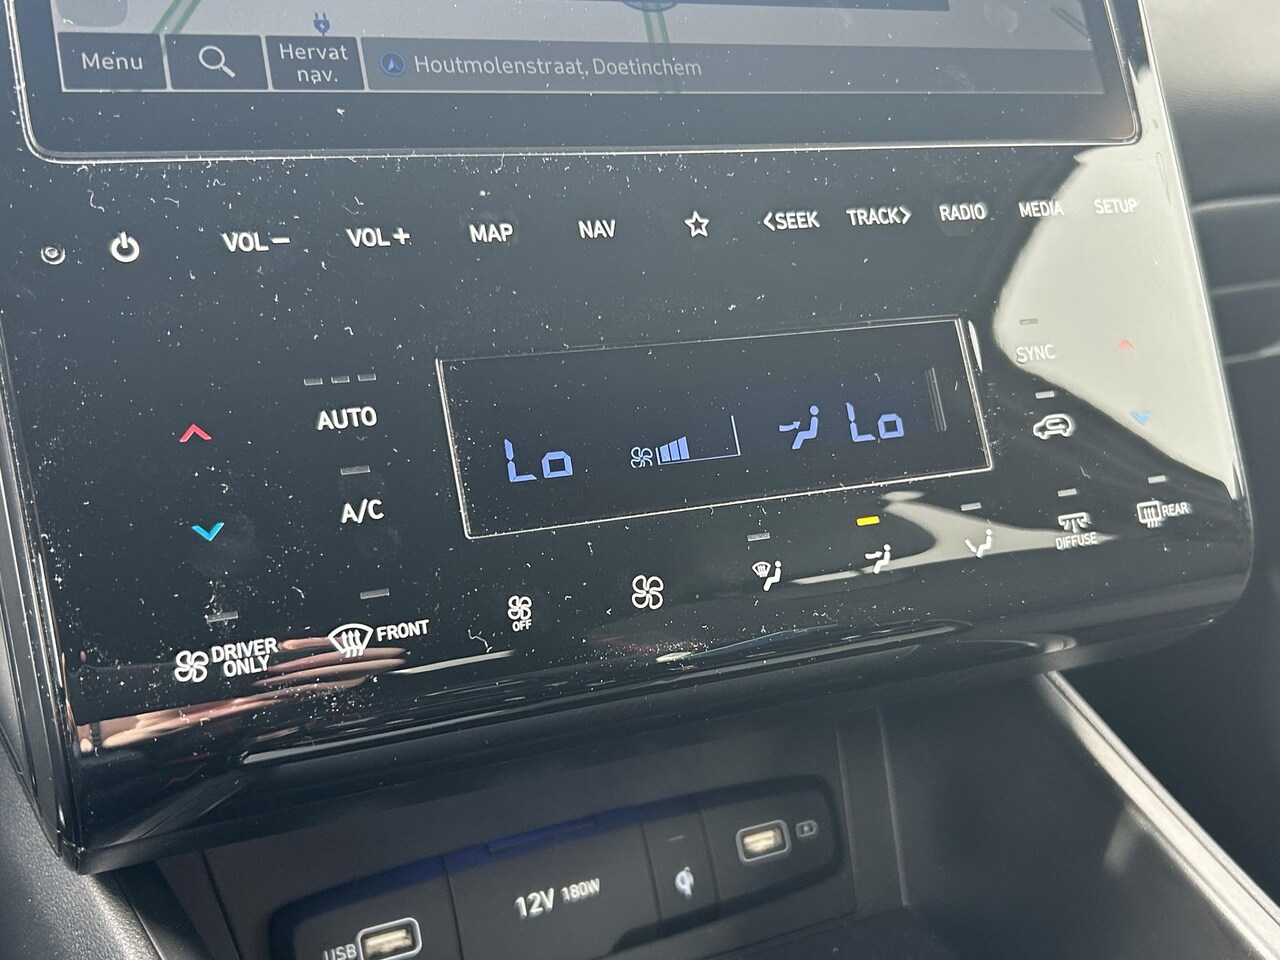 Menu
Hervat
nav.
Houtmolenstraat, Doetinchem
VOL−
VOL+
MAP
NAV
<SEEK
TRACK>
RADIO
MEDIA
SETUP
AUTO
A/C
Lo
Lo
SYNC
DRIVER
ONLY
FRONT
OFF
DIFFUSE
REAR
USB
12V 180W